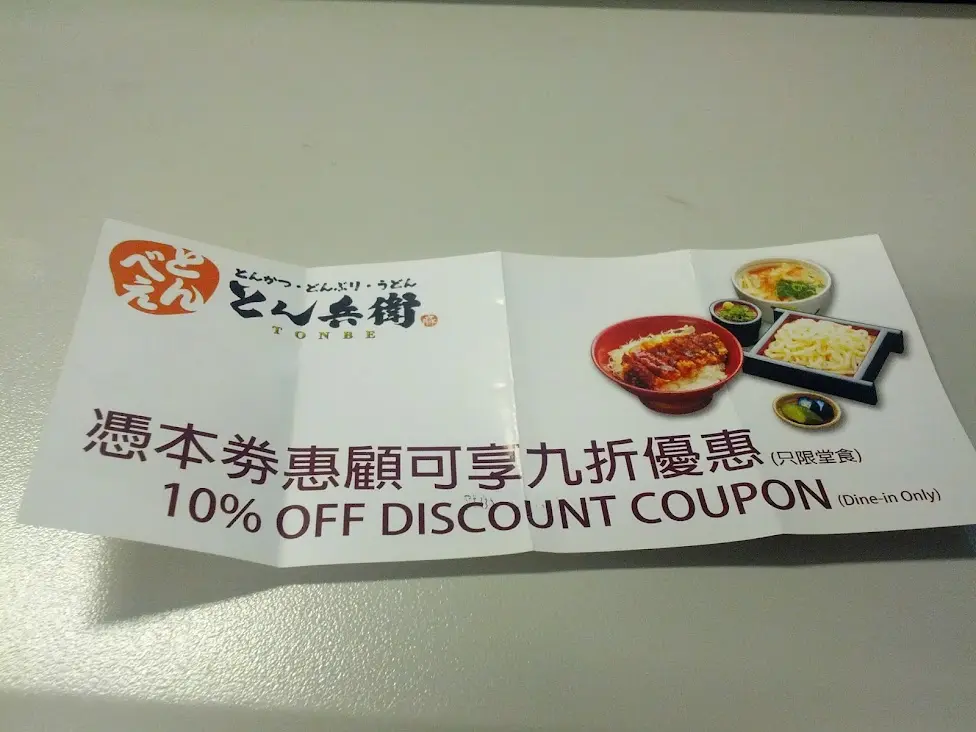 とんべえ
とんかつ・どんぶり・うどん
とん兵衛
TONBE
憑本券惠顧可享九折優惠 (只限堂食)
10% OFF DISCOUNT COUPON (Dine-in Only)